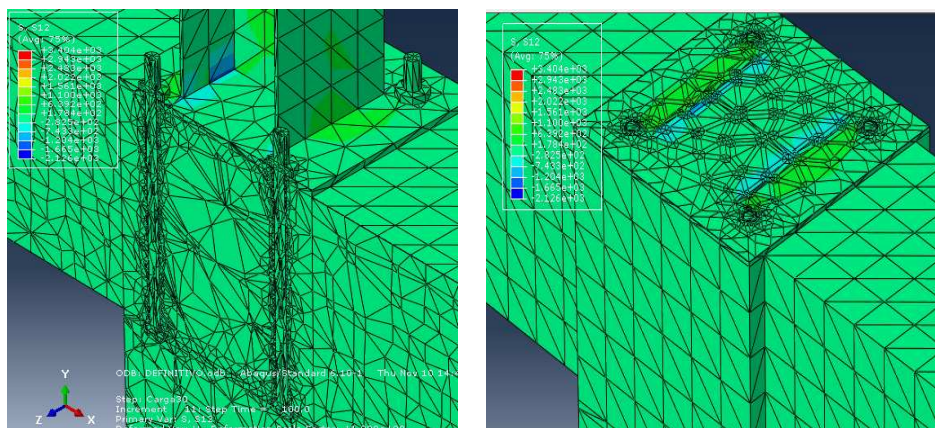 S, S12
(Avg: 75%)
+3.404e+03
+2.943e+03
+2.483e+03
+2.022e+03
+1.561e+03
+1.100e+03
+6.392e+02
+1.784e+02
-2.825e+02
-7.433e+02
-1.204e+03
-1.665e+03
-2.126e+03
Y
Z
X
ODB: DEFINITIVO.odb Abaqus/Standard 6.10-1 Thu Nov 10 14
Step: Carga30
Increment 11: Step Time = 100.0
Primary Var: S, S12
S, S12
(Avg: 75%)
+3.404e+03
+2.943e+03
+2.483e+03
+2.022e+03
+1.561e+03
+1.100e+03
+6.392e+02
+1.784e+02
-2.825e+02
-7.433e+02
-1.204e+03
-1.665e+03
-2.126e+03